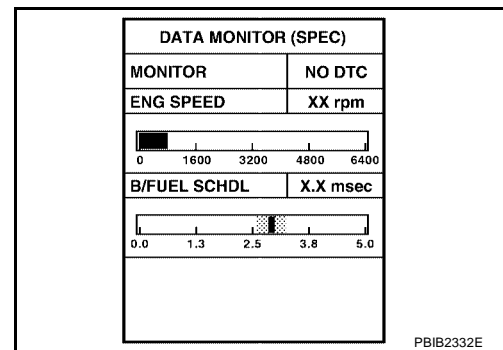 DATA MONITOR (SPEC)
MONITOR NO DTC
ENG SPEED XX rpm
0 1600 3200 4800 6400
B/FUEL SCHDL X.X msec
0.0 1.3 2.5 3.8 5.0
PBIB2332E